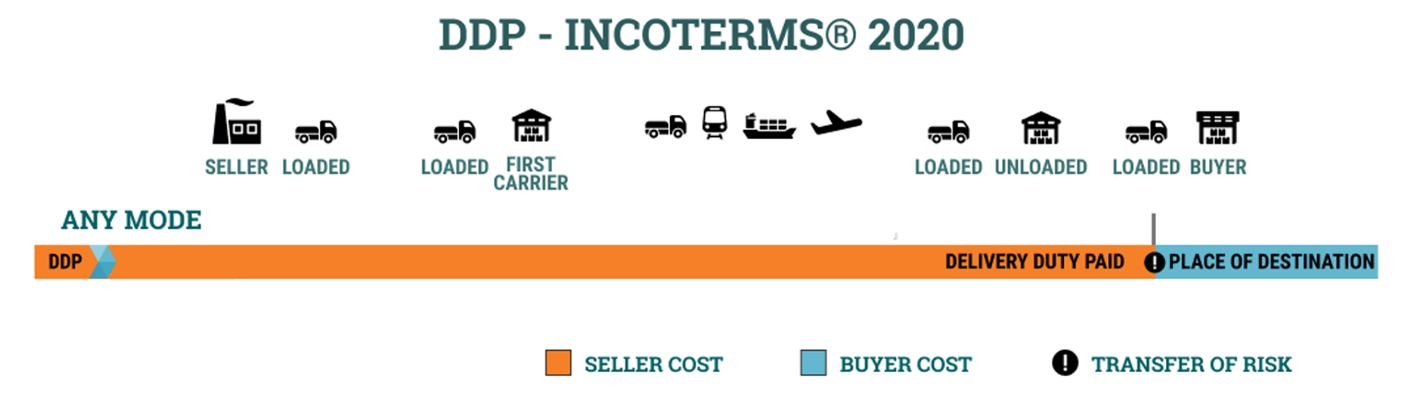 DDP - INCOTERMS® 2020
SELLER LOADED LOADED FIRST CARRIER LOADED UNLOADED LOADED BUYER
ANY MODE
DDP DELIVERY DUTY PAID ! PLACE OF DESTINATION
SELLER COST BUYER COST ! TRANSFER OF RISK